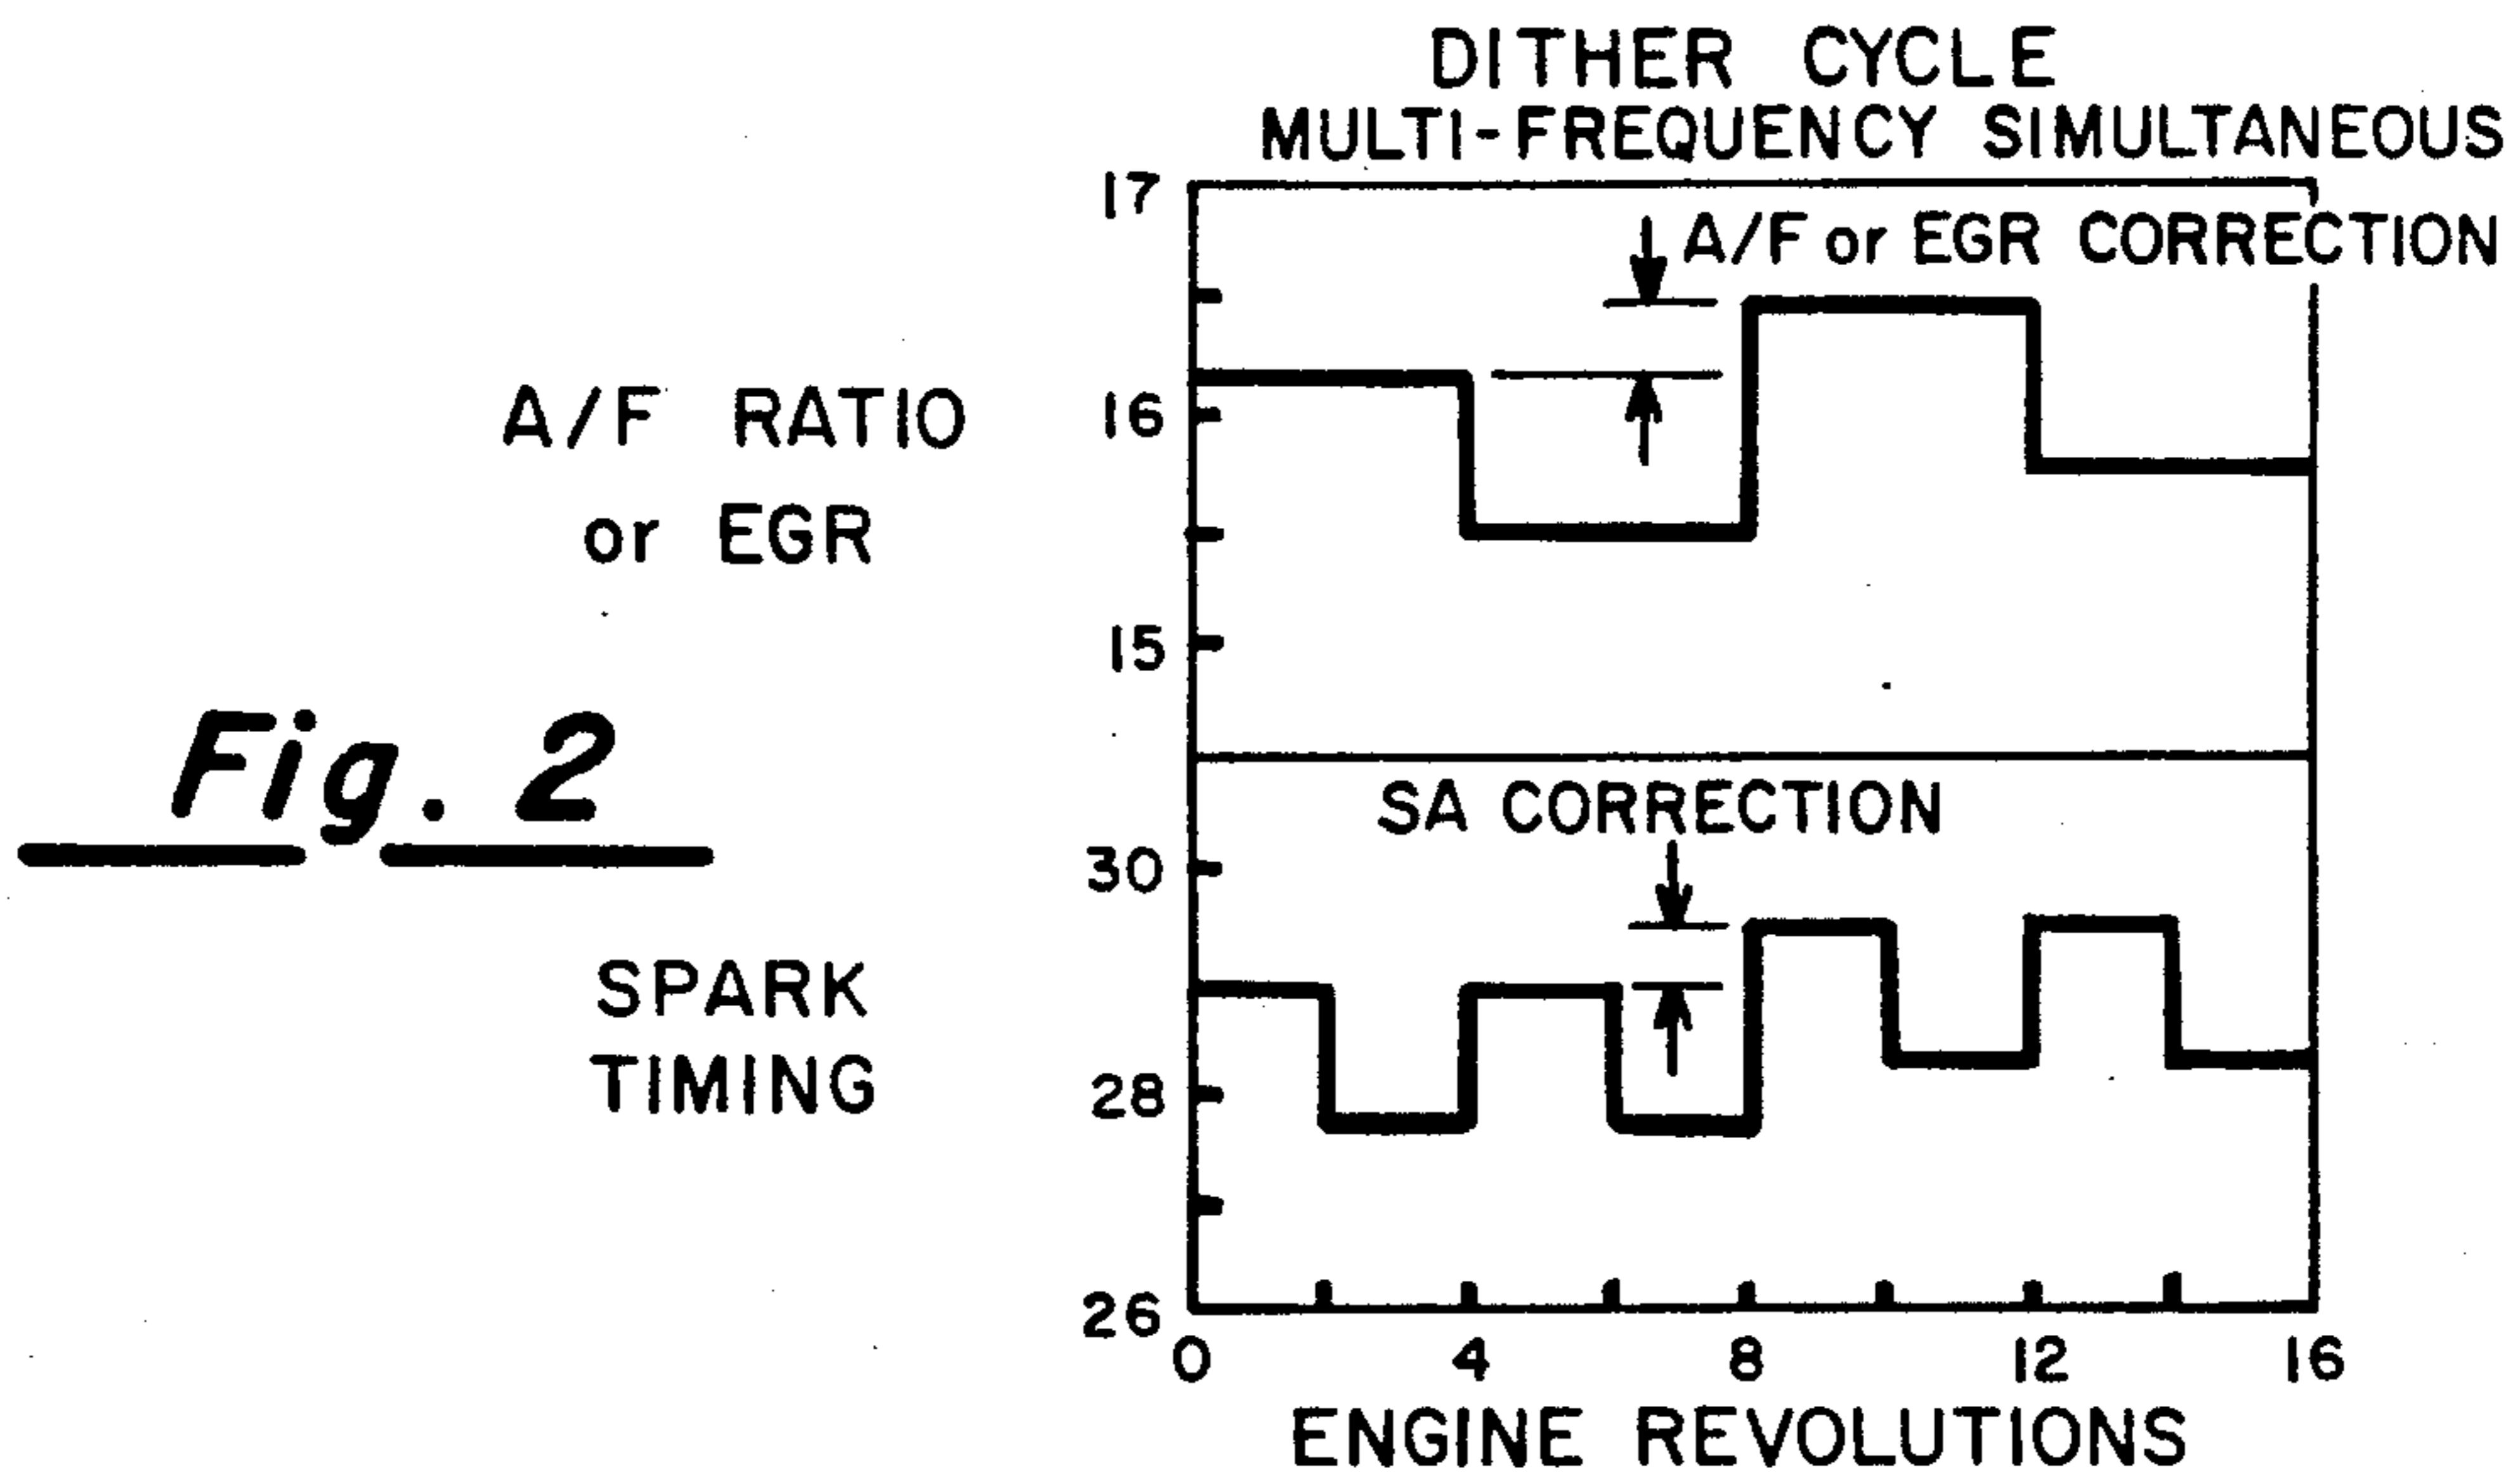 DITHER CYCLE
MULTI-FREQUENCY SIMULTANEOUS
17
A/F or EGR CORRECTION
A/F RATIO
or EGR
16
15
Fig. 2
SA CORRECTION
30
SPARK
TIMING
28
26
0 4 8 12 16
ENGINE REVOLUTIONS